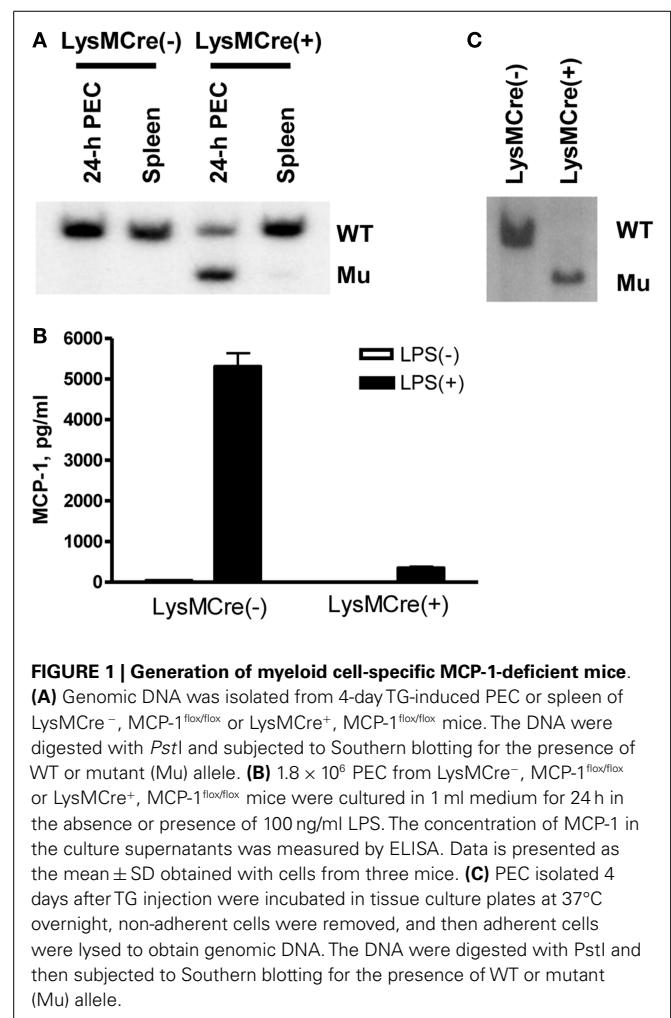 A LysMCre(-) LysMCre(+)
24-h PEC
Spleen
24-h PEC
Spleen
WT
Mu
C
LysMCre(-)
LysMCre(+)
WT
Mu
B
MCP-1, pg/ml
6000
5000
4000
3000
2000
1000
0
LPS(-)
LPS(+)
LysMCre(-) LysMCre(+)
FIGURE 1 | Generation of myeloid cell-specific MCP-1-deficient mice.
(A) Genomic DNA was isolated from 4-day TG-induced PEC or spleen of
LysMCre⁻, MCP-1^flox/flox or LysMCre⁺, MCP-1^flox/flox mice. The DNA were
digested with PstI and subjected to Southern blotting for the presence of
WT or mutant (Mu) allele. (B) 1.8 × 10⁶ PEC from LysMCre⁻, MCP-1^flox/flox
or LysMCre⁺, MCP-1^flox/flox mice were cultured in 1 ml medium for 24 h in
the absence or presence of 100 ng/ml LPS. The concentration of MCP-1 in
the culture supernatants was measured by ELISA. Data is presented as
the mean ± SD obtained with cells from three mice. (C) PEC isolated 4
days after TG injection were incubated in tissue culture plates at 37°C
overnight, non-adherent cells were removed, and then adherent cells
were lysed to obtain genomic DNA. The DNA were digested with PstI and
then subjected to Southern blotting for the presence of WT or mutant
(Mu) allele.